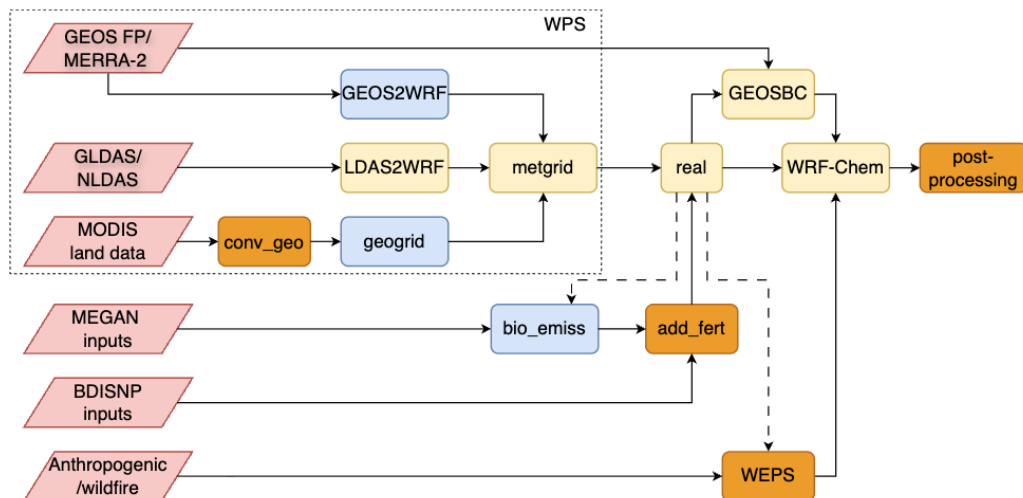 WPS
GEOS FP/
MERRA-2
GEOS2WRF
GEOSBC
GLDAS/
NLDAS
LDAS2WRF
metgrid
real
WRF-Chem
post-
processing
MODIS
land data
conv_geo
geogrid
MEGAN
inputs
bio_emiss
add_fert
BDISNP
inputs
Anthropogenic
/wildfire
WEPS